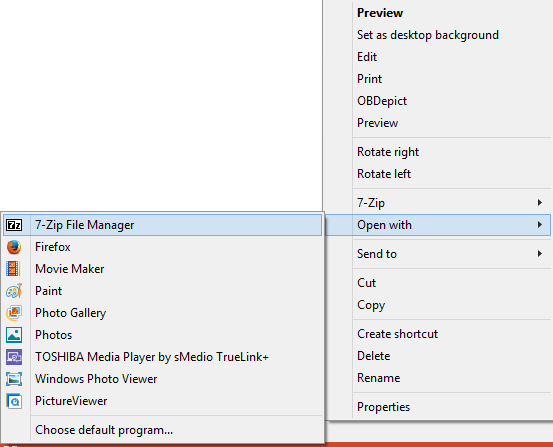 Preview
Set as desktop background
Edit
Print
OBDepict
Preview
Rotate right
Rotate left
7-Zip
Open with
Send to
Cut
Copy
Create shortcut
Delete
Rename
Properties
7z
7-Zip File Manager
Firefox
Movie Maker
Paint
Photo Gallery
Photos
TOSHIBA Media Player by sMedio TrueLink+
Windows Photo Viewer
PictureViewer
Choose default program...